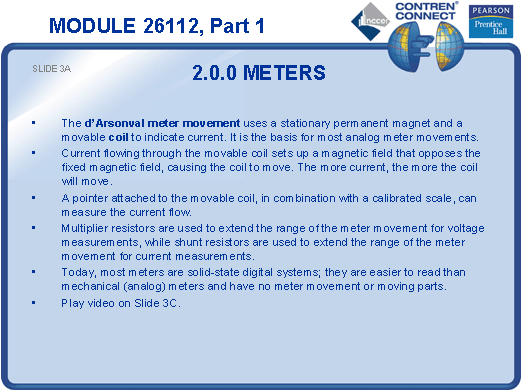 MODULE 26112, Part 1
nccer
CONTREN®
CONNECT
PEARSON
Prentice
Hall
SLIDE 3A
2.0.0 METERS
• The d’Arsonval meter movement uses a stationary permanent magnet and a
movable coil to indicate current. It is the basis for most analog meter movements.
• Current flowing through the movable coil sets up a magnetic field that opposes the
fixed magnetic field, causing the coil to move. The more current, the more the coil
will move.
• A pointer attached to the movable coil, in combination with a calibrated scale, can
measure the current flow.
• Multiplier resistors are used to extend the range of the meter movement for voltage
measurements, while shunt resistors are used to extend the range of the meter
movement for current measurements.
• Today, most meters are solid-state digital systems; they are easier to read than
mechanical (analog) meters and have no meter movement or moving parts.
• Play video on Slide 3C.